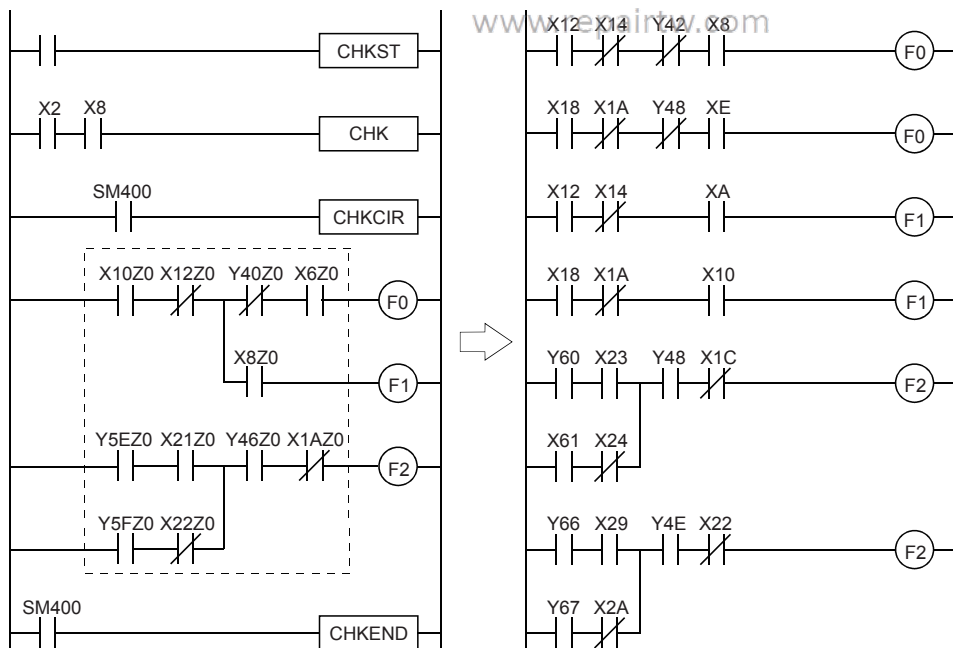 www.repairtw.com
CHKST
X2 X8
CHK
SM400
CHKCIR
X10Z0 X12Z0 Y40Z0 X6Z0
F0
X8Z0
F1
Y5EZ0 X21Z0 Y46Z0 X1AZ0
F2
Y5FZ0 X22Z0
SM400
CHKEND
X12 X14 Y42 X8
F0
X18 X1A Y48 XE
F0
X12 X14 XA
F1
X18 X1A X10
F1
Y60 X23 Y48 X1C
F2
X61 X24
Y66 X29 Y4E X22
F2
Y67 X2A